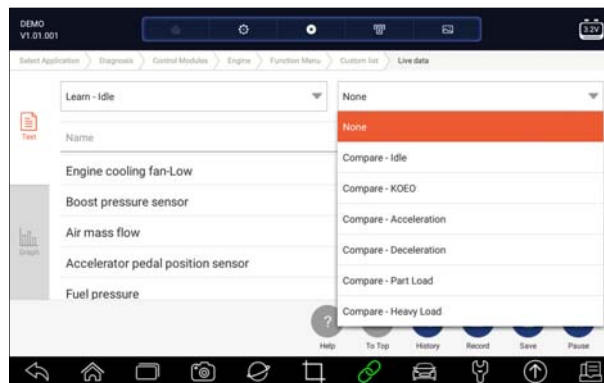 DEMO
V1.01.001
3.2V
Select Application
Diagnosis
Control Modules
Engine
Function Menu
Custom list
Live data
Learn - Idle
None
Text
Name
None
Engine cooling fan-Low
Compare - Idle
Boost pressure sensor
Compare - KOEO
Air mass flow
Compare - Acceleration
Graph
Accelerator pedal position sensor
Compare - Deceleration
Fuel pressure
Compare - Part Load
Compare - Heavy Load
?
Help
To Top
History
Record
Save
Pause